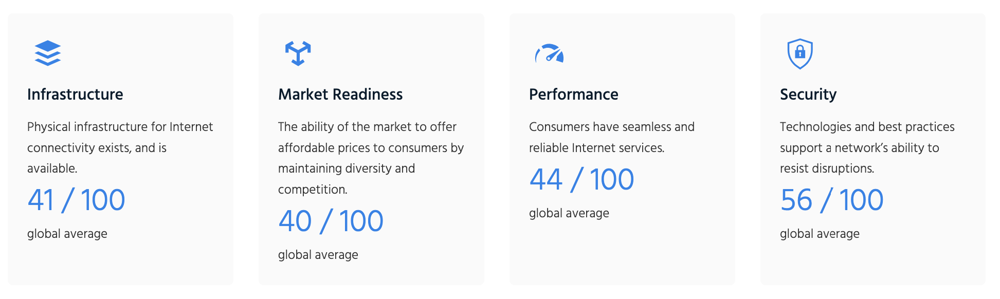 Infrastructure
Physical infrastructure for Internet
connectivity exists, and is
available.
41 / 100
global average
Market Readiness
The ability of the market to offer
affordable prices to consumers by
maintaining diversity and
competition.
40 / 100
global average
Performance
Consumers have seamless and
reliable Internet services.
44 / 100
global average
Security
Technologies and best practices
support a network’s ability to
resist disruptions.
56 / 100
global average